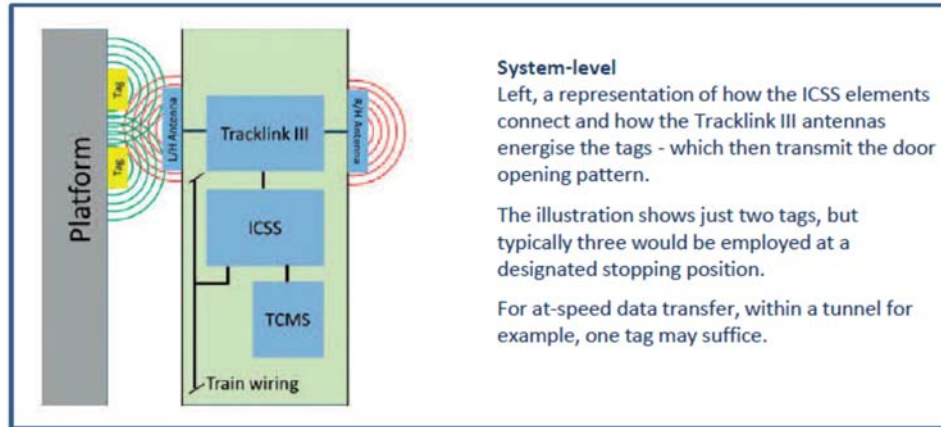 Platform
Tag
Tag
L/H Antenna
Tracklink III
R/H Antenna
ICSS
TCMS
Train wiring
System-level
Left, a representation of how the ICSS elements
connect and how the Tracklink III antennas
energise the tags - which then transmit the door
opening pattern.
The illustration shows just two tags, but
typically three would be employed at a
designated stopping position.
For at-speed data transfer, within a tunnel for
example, one tag may suffice.